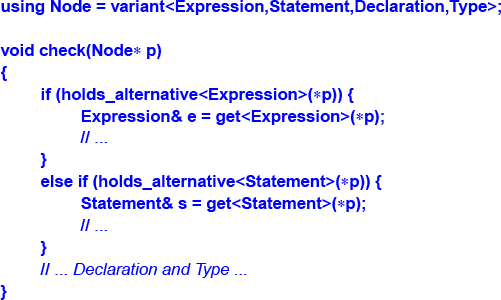 using Node = variant<Expression,Statement,Declaration,Type>;
void check(Node∗ p)
{
if (holds_alternative<Expression>(∗p)) {
Expression& e = get<Expression>(∗p);
// ...
}
else if (holds_alternative<Statement>(∗p)) {
Statement& s = get<Statement>(∗p);
// ...
}
// ... Declaration and Type ...
}